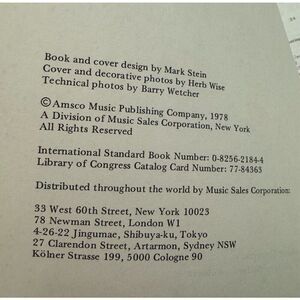 Book and cover design by Mark Stein
Cover and decorative photos by Herb Wise
Technical photos by Barry Wetcher
© Amsco Music Publishing Company, 1978
A Division of Music Sales Corporation, New York
All Rights Reserved
International Standard Book Number: 0-8256-2184-4
Library of Congress Catalog Card Number: 77-84363
Distributed throughout the world by Music Sales Corporation:
33 West 60th Street, New York 10023
78 Newman Street, London W1
4-26-22 Jingumae, Shibuya-ku, Tokyo
27 Clarendon Street, Artarmon, Sydney NSW
Kölner Strasse 199, 5000 Cologne 90